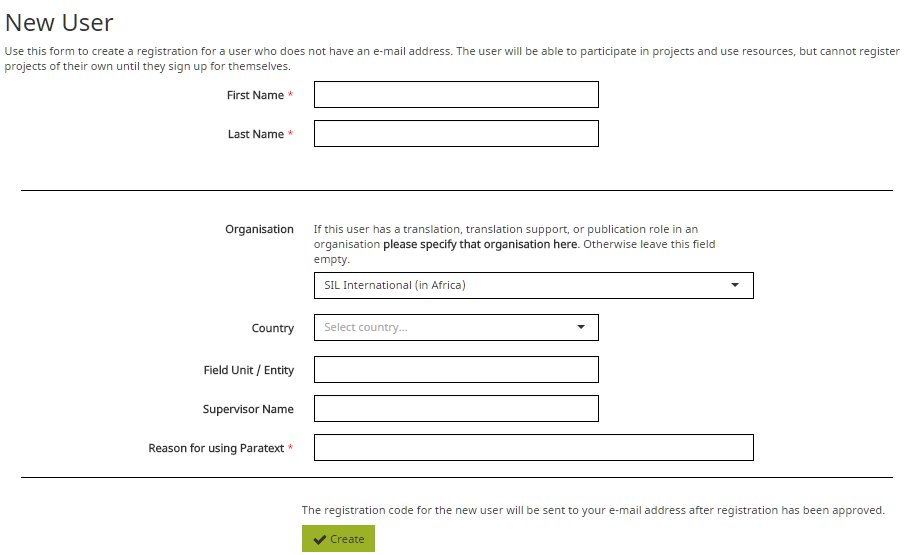 New User
Use this form to create a registration for a user who does not have an e-mail address. The user will be able to participate in projects and use resources, but cannot register
projects of their own until they sign up for themselves.
First Name *
Last Name *
Organisation
If this user has a translation, translation support, or publication role in an
organisation please specify that organisation here. Otherwise leave this field
empty.
SIL International (in Africa)
Country
Select country...
Field Unit / Entity
Supervisor Name
Reason for using Paratext *
The registration code for the new user will be sent to your e-mail address after registration has been approved.
Create